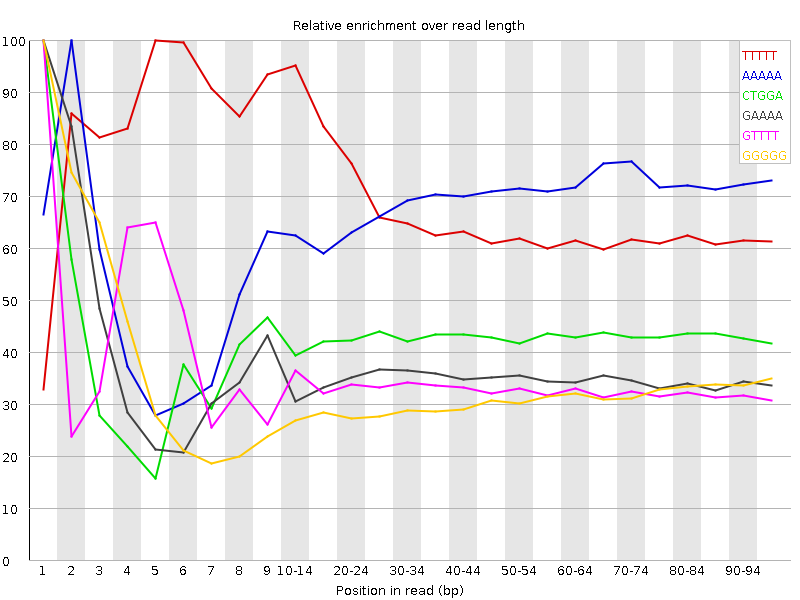 Relative enrichment over read length
100
90
80
70
60
50
40
30
20
10
0
TTTTT
AAAAA
CTGGA
GAAAA
GTTTT
GGGGG
1 2 3 4 5 6 7 8 9 10-14 20-24 30-34 40-44 50-54 60-64 70-74 80-84 90-94
Position in read (bp)